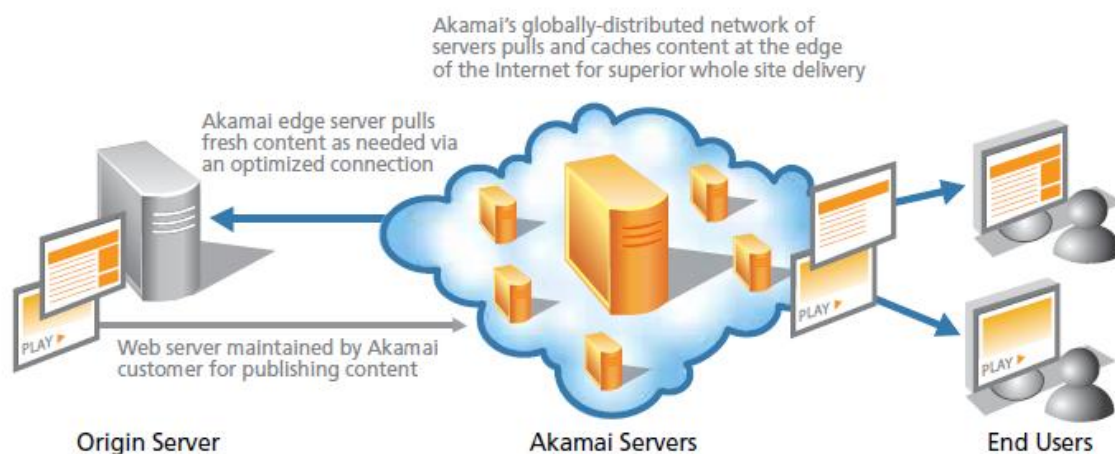 Akamai's globally-distributed network of
servers pulls and caches content at the edge
of the Internet for superior whole site delivery
Akamai edge server pulls
fresh content as needed via
an optimized connection
PLAY
Web server maintained by Akamai
customer for publishing content
PLAY
PLAY
Origin Server
Akamai Servers
End Users